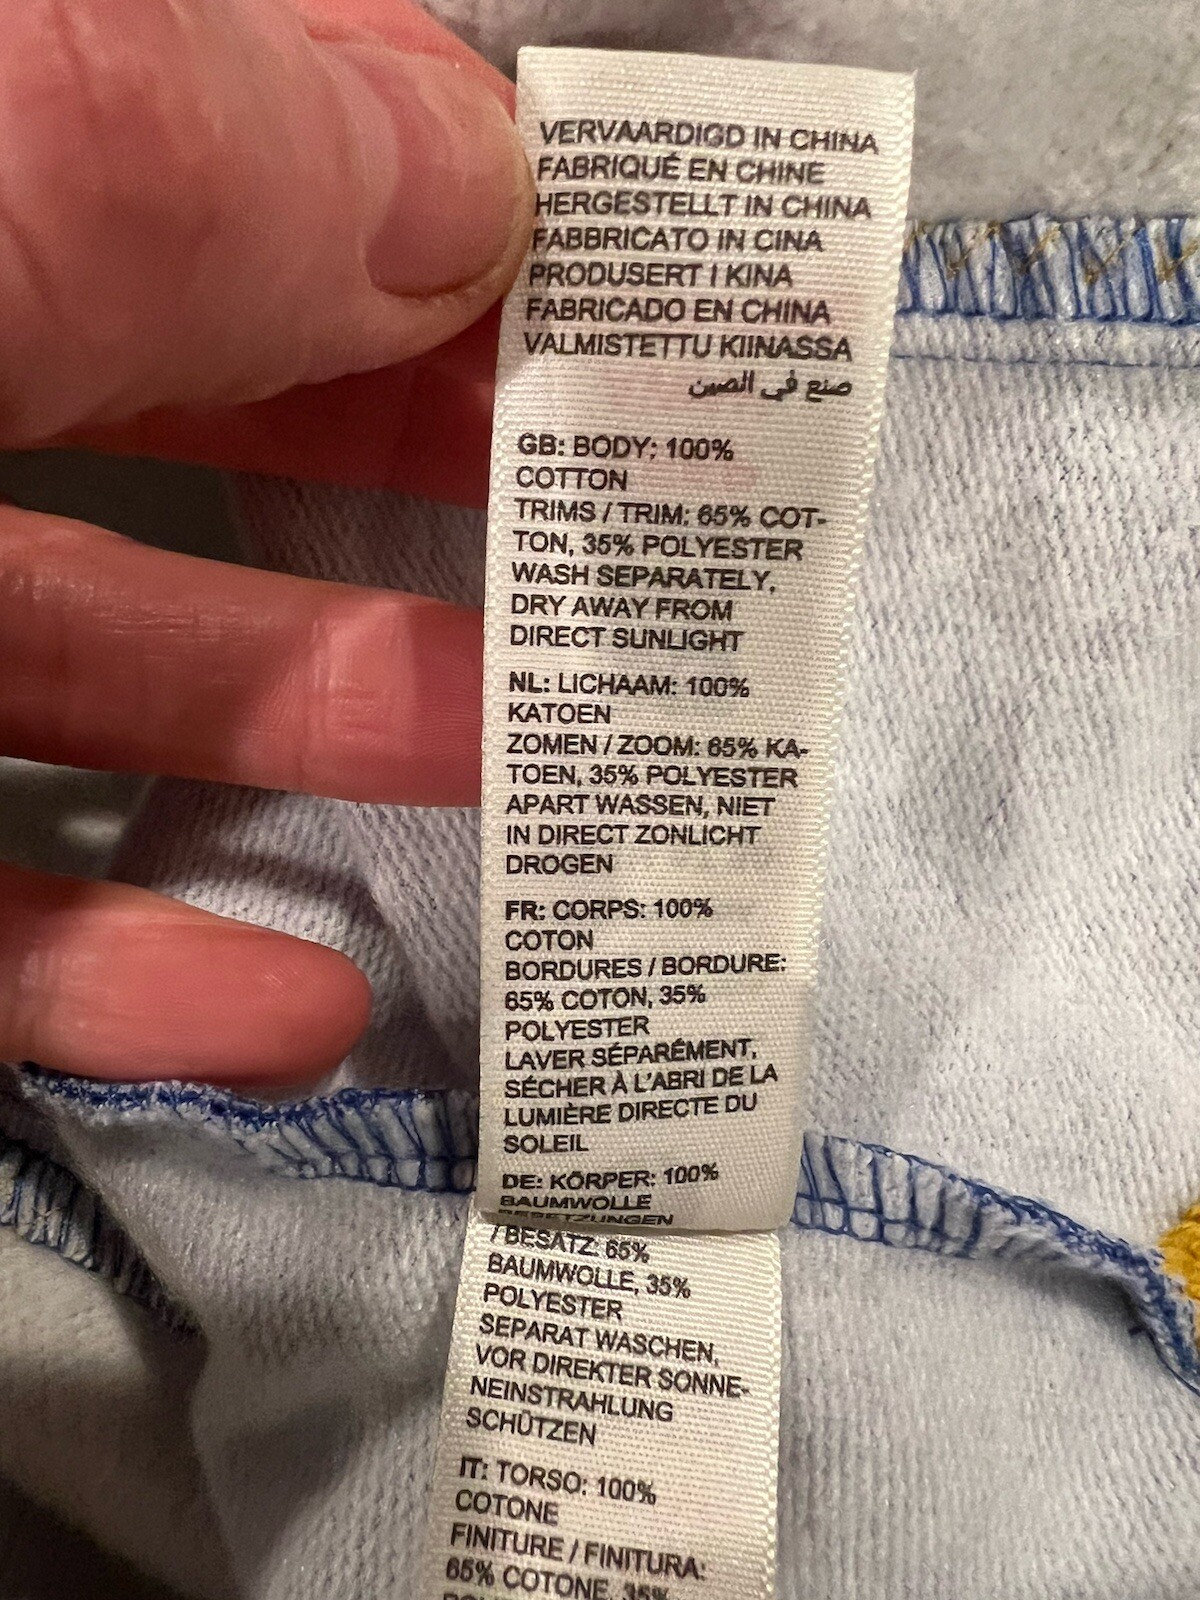 VERVAARDIGD IN CHINA
FABRIQUÉ EN CHINE
HERGESTELLT IN CHINA
FABBRICATO IN CINA
PRODUSERT I KINA
FABRICADO EN CHINA
VALMISTETTU KIINASSA
صنع في الصين
GB: BODY: 100%
COTTON
TRIMS / TRIM: 65% COT-
TON, 35% POLYESTER
WASH SEPARATELY,
DRY AWAY FROM
DIRECT SUNLIGHT
NL: LICHAAM: 100%
KATOEN
ZOMEN / ZOOM: 65% KA-
TOEN, 35% POLYESTER
APART WASSEN, NIET
IN DIRECT ZONLICHT
DROGEN
FR: CORPS: 100%
COTON
BORDURES / BORDURE:
65% COTON, 35%
POLYESTER
LAVER SÉPARÉMENT,
SÉCHER À L'ABRI DE LA
LUMIÈRE DIRECTE DU
SOLEIL
DE: KÖRPER: 100%
BAUMWOLLE
BESETZUNGEN
/ BESATZ: 65%
BAUMWOLLE, 35%
POLYESTER
SEPARAT WASCHEN,
VOR DIREKTER SONNE-
NEINSTRAHLUNG
SCHÜTZEN
IT: TORSO: 100%
COTONE
FINITURE / FINITURA:
65% COTONE, 35%